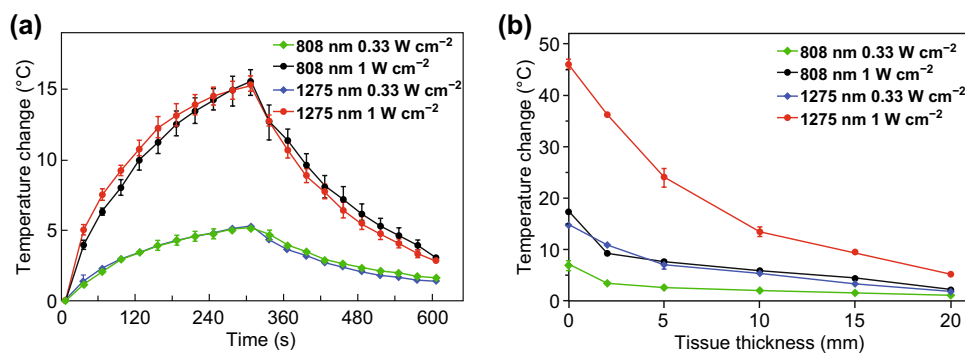 (a)
808 nm 0.33 W cm⁻²
808 nm 1 W cm⁻²
1275 nm 0.33 W cm⁻²
1275 nm 1 W cm⁻²
Temperature change (°C)
15
10
5
0
0 120 240 360 480 600
Time (s)
(b)
808 nm 0.33 W cm⁻²
808 nm 1 W cm⁻²
1275 nm 0.33 W cm⁻²
1275 nm 1 W cm⁻²
Temperature change (°C)
50
40
30
20
10
0
0 5 10 15 20
Tissue thickness (mm)